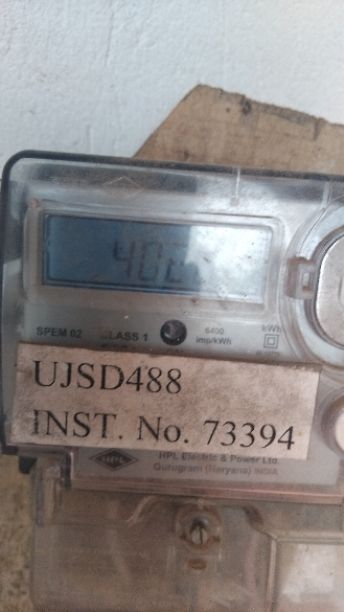 SPEM 02 CLASS 1 6400 imp/kWh kWh
UJSD488
INST. No. 73394
HPL Electric & Power Ltd.
Gurugram (Haryana) INDIA